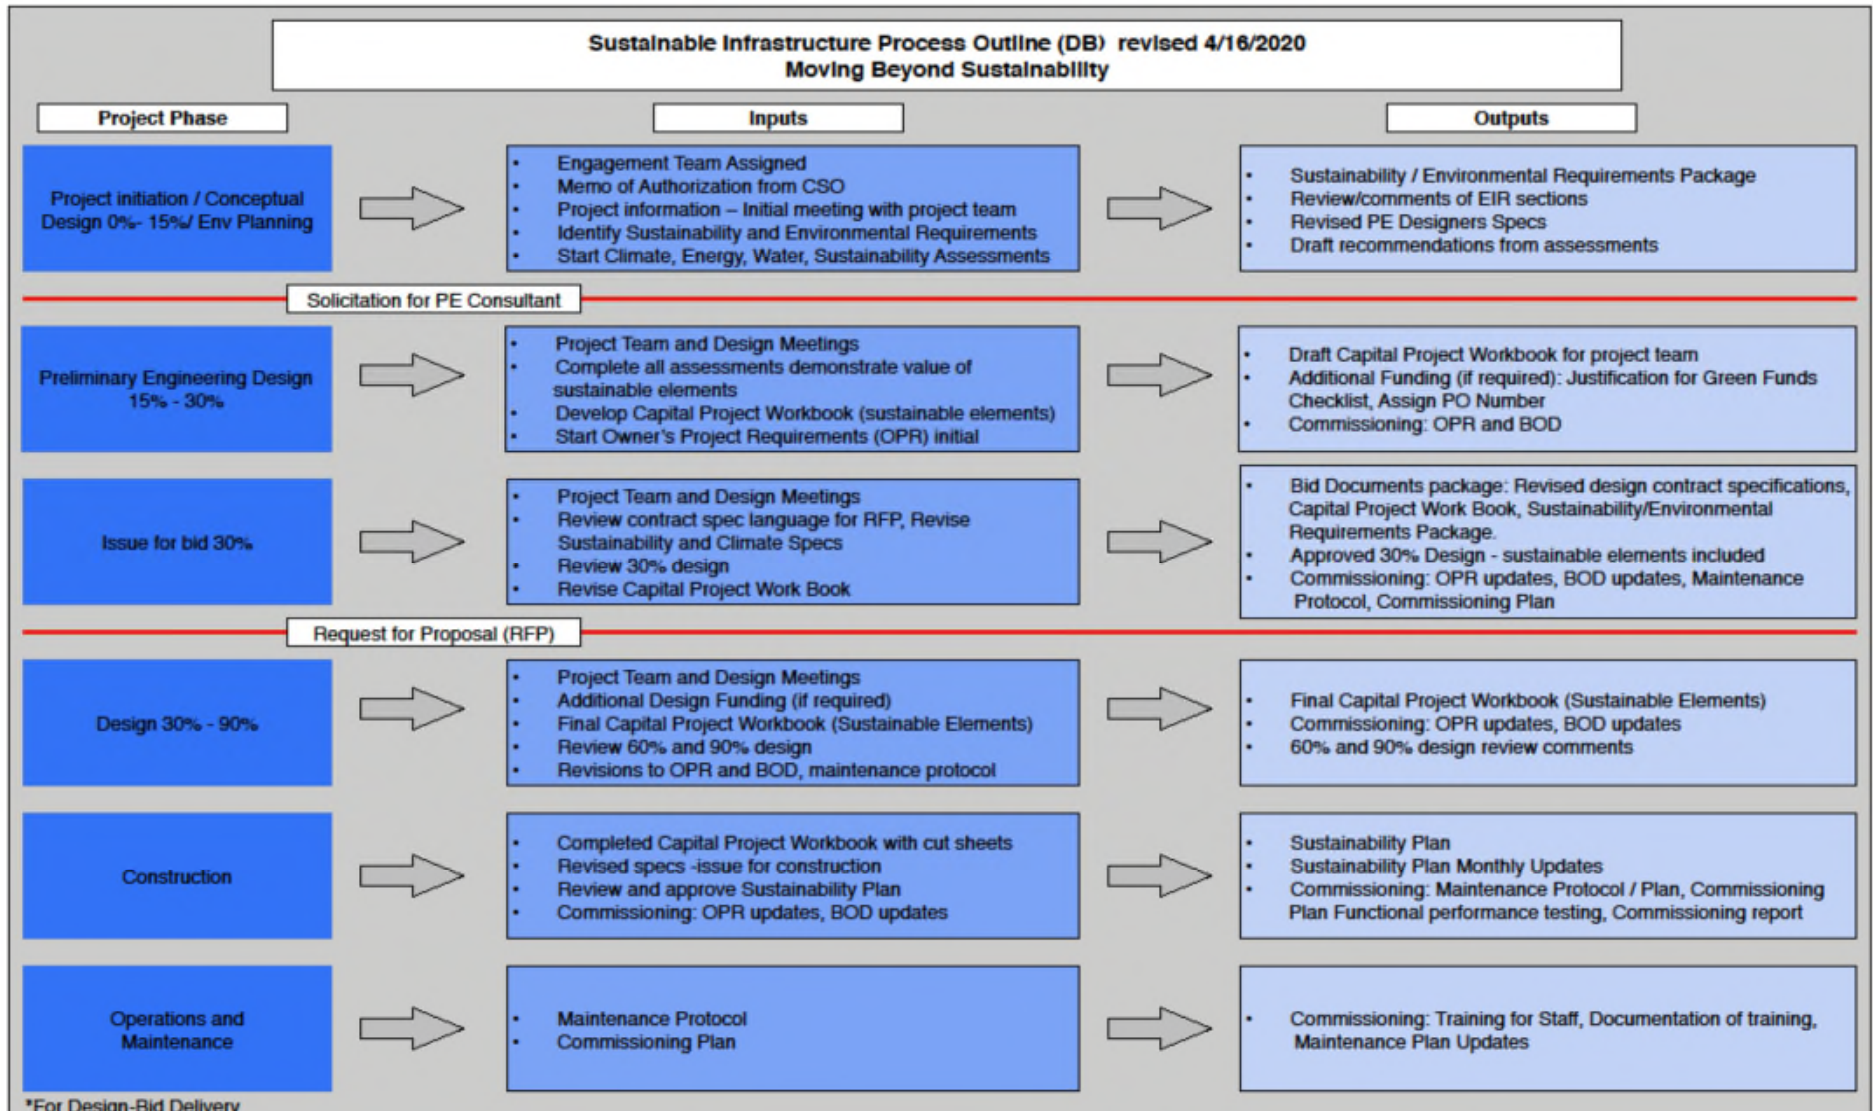 Sustainable Infrastructure Process Outline (DB) revised 4/16/2020
Moving Beyond Sustainability
Project Phase
Inputs
Outputs
Project initiation / Conceptual
Design 0%- 15%/ Env Planning
• Engagement Team Assigned
• Memo of Authorization from CSO
• Project information – Initial meeting with project team
• Identify Sustainability and Environmental Requirements
• Start Climate, Energy, Water, Sustainability Assessments
• Sustainability / Environmental Requirements Package
• Review/comments of EIR sections
• Revised PE Designers Specs
• Draft recommendations from assessments
Solicitation for PE Consultant
Preliminary Engineering Design
15% - 30%
• Project Team and Design Meetings
• Complete all assessments demonstrate value of
sustainable elements
• Develop Capital Project Workbook (sustainable elements)
• Start Owner's Project Requirements (OPR) initial
• Draft Capital Project Workbook for project team
• Additional Funding (if required): Justification for Green Funds
Checklist, Assign PO Number
• Commissioning: OPR and BOD
Issue for bid 30%
• Project Team and Design Meetings
• Review contract spec language for RFP, Revise
Sustainability and Climate Specs
• Review 30% design
• Revise Capital Project Work Book
• Bid Documents package: Revised design contract specifications,
Capital Project Work Book, Sustainability/Environmental
Requirements Package.
• Approved 30% Design - sustainable elements included
• Commissioning: OPR updates, BOD updates, Maintenance
Protocol, Commissioning Plan
Request for Proposal (RFP)
Design 30% - 90%
• Project Team and Design Meetings
• Additional Design Funding (if required)
• Final Capital Project Workbook (Sustainable Elements)
• Review 60% and 90% design
• Revisions to OPR and BOD, maintenance protocol
• Final Capital Project Workbook (Sustainable Elements)
• Commissioning: OPR updates, BOD updates
• 60% and 90% design review comments
Construction
• Completed Capital Project Workbook with cut sheets
• Revised specs -issue for construction
• Review and approve Sustainability Plan
• Commissioning: OPR updates, BOD updates
• Sustainability Plan
• Sustainability Plan Monthly Updates
• Commissioning: Maintenance Protocol / Plan, Commissioning
Plan Functional performance testing, Commissioning report
Operations and
Maintenance
• Maintenance Protocol
• Commissioning Plan
• Commissioning: Training for Staff, Documentation of training,
Maintenance Plan Updates
*For Design-Bid Delivery